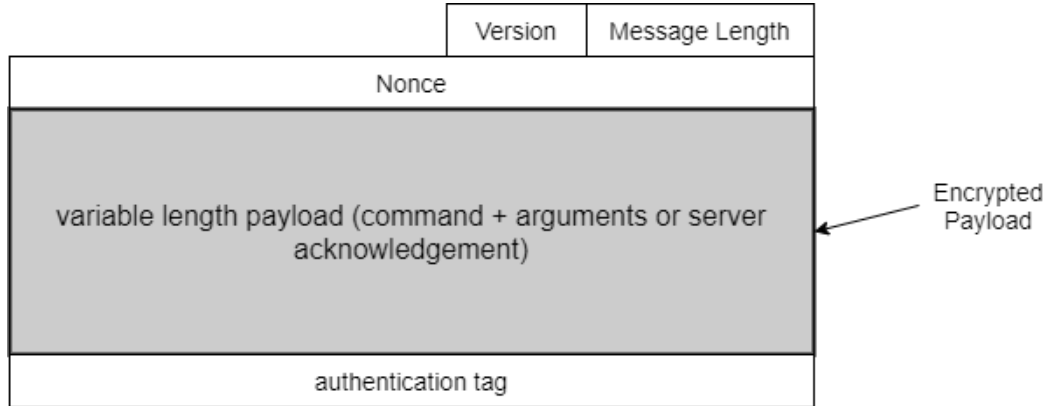 Version
Message Length
Nonce
variable length payload (command + arguments or server
acknowledgement)
Encrypted
Payload
authentication tag